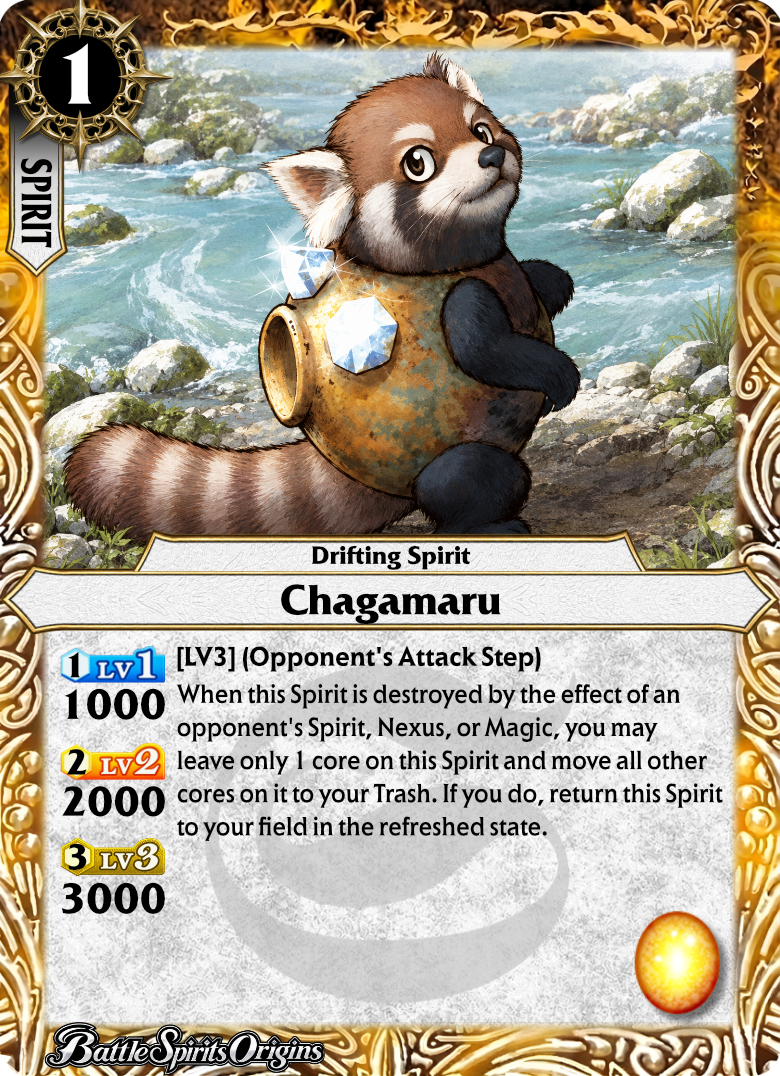 1
SPIRIT
Drifting Spirit
Chagamaru
1 LV1
1000
2 LV2
2000
3 LV3
3000
[LV3] (Opponent's Attack Step)
When this Spirit is destroyed by the effect of an
opponent's Spirit, Nexus, or Magic, you may
leave only 1 core on this Spirit and move all other
cores on it to your Trash. If you do, return this Spirit
to your field in the refreshed state.
Battle Spirits Origins